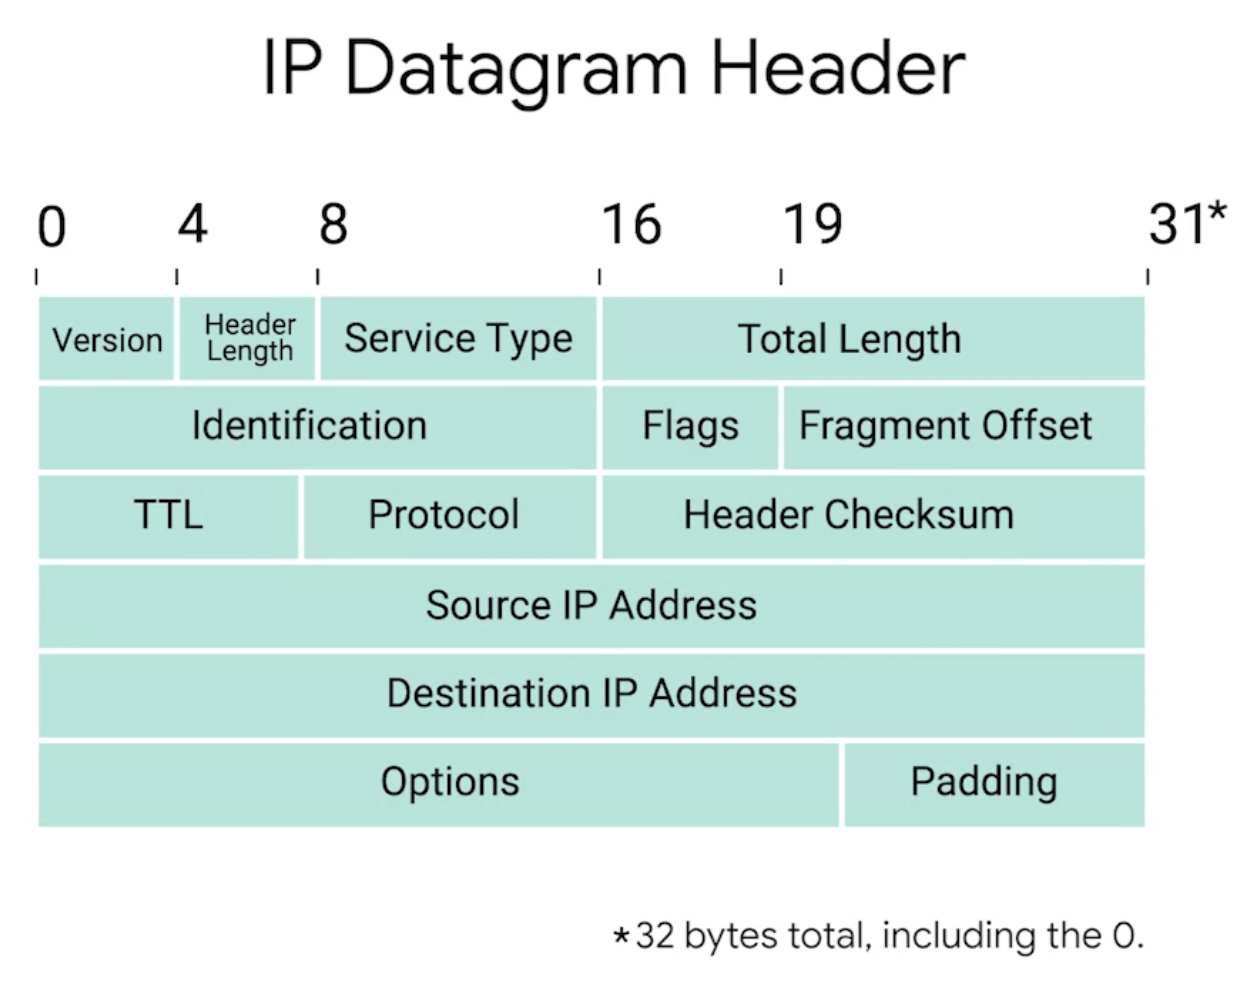 IP Datagram Header
0 4 8 16 19 31*
Version Header Length Service Type Total Length
Identification Flags Fragment Offset
TTL Protocol Header Checksum
Source IP Address
Destination IP Address
Options Padding
*32 bytes total, including the 0.